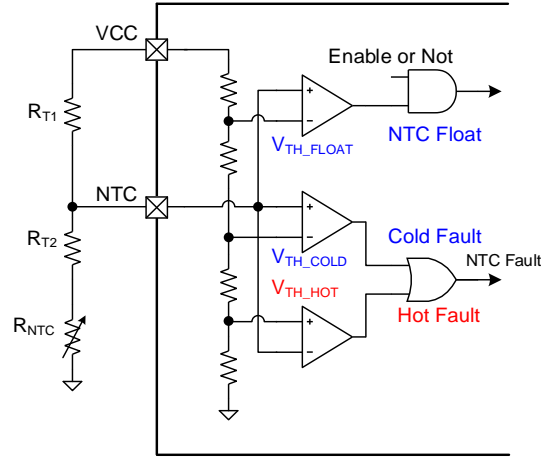 VCC
Enable or Not
RT1
NTC Float
VTH_FLOAT
NTC
RT2
Cold Fault
VTH_COLD
NTC Fault
VTH_HOT
Hot Fault
RNTC